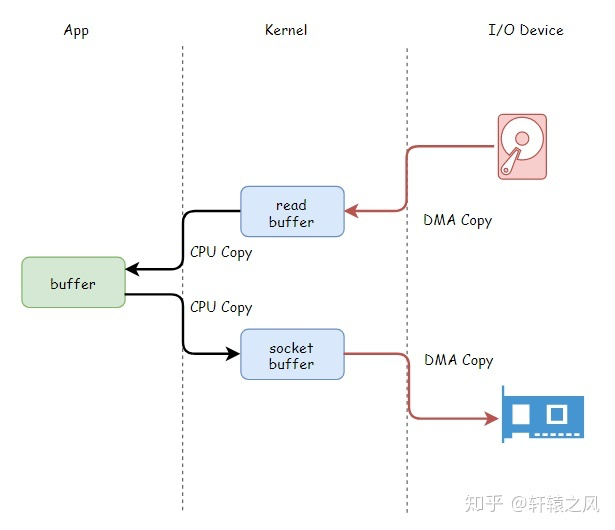 App
Kernel
I/O Device
read
buffer
DMA Copy
CPU Copy
buffer
CPU Copy
socket
buffer
DMA Copy
知乎 @轩辕之风